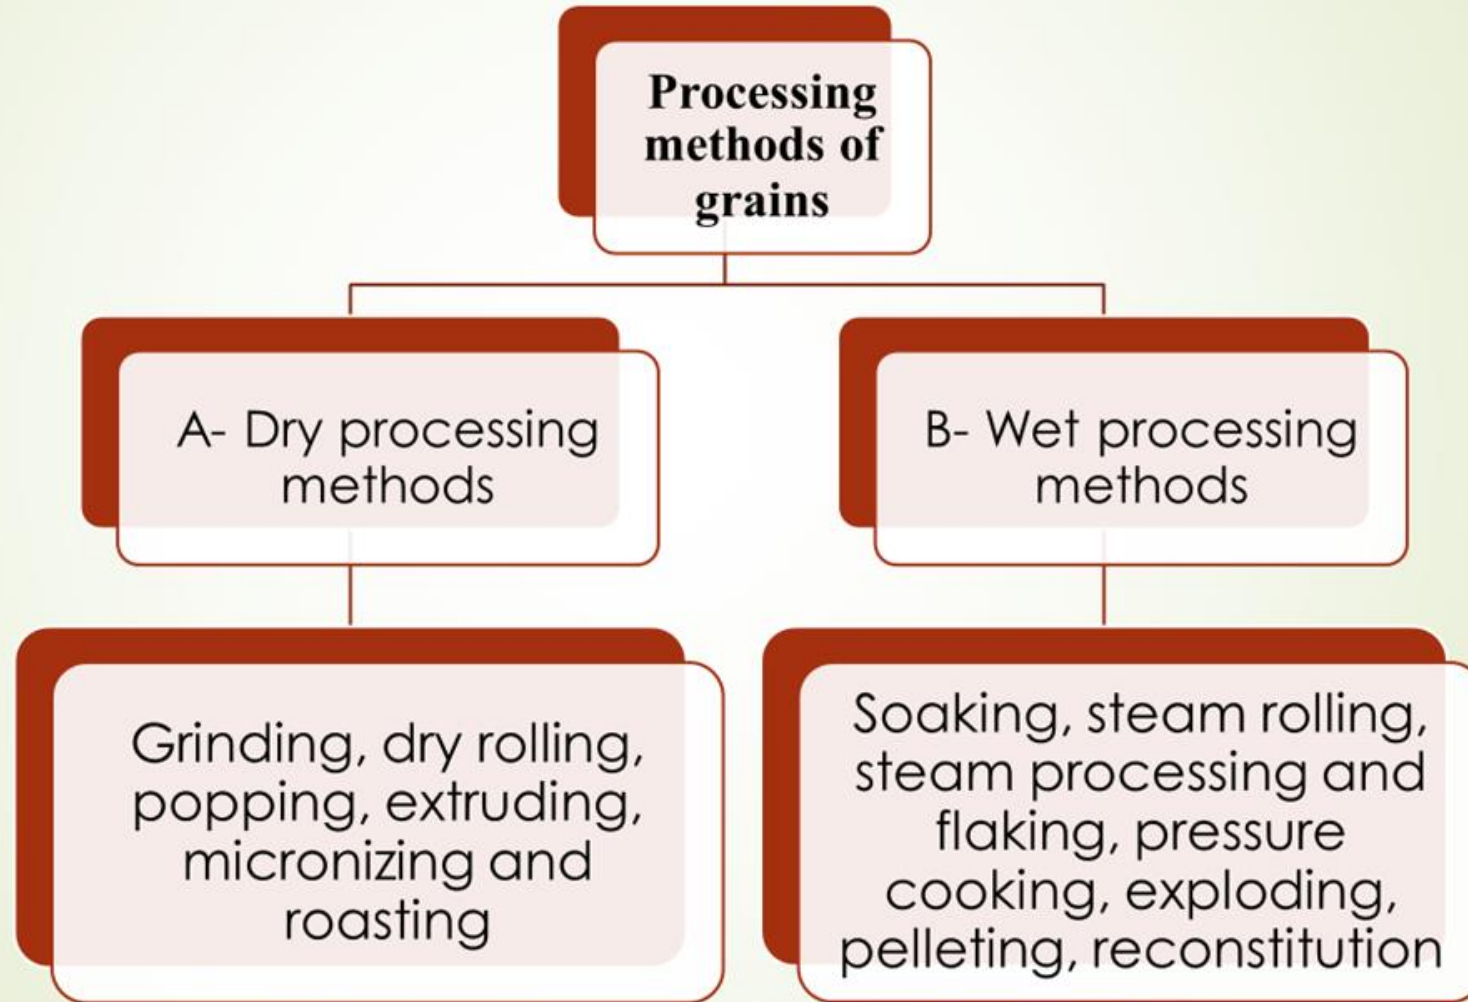 Processing
methods of
grains
A- Dry processing
methods
B- Wet processing
methods
Grinding, dry rolling,
popping, extruding,
micronizing and
roasting
Soaking, steam rolling,
steam processing and
flaking, pressure
cooking, exploding,
pelleting, reconstitution